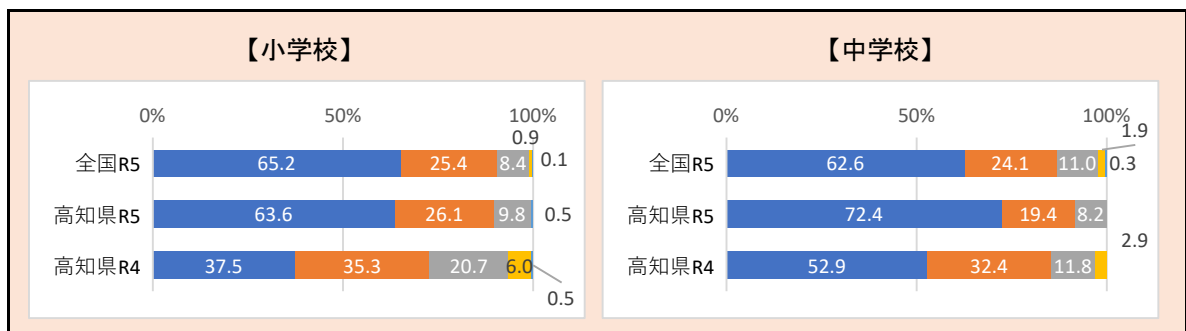 【小学校】
0% 50% 100%
0.9
全国R5 65.2 25.4 8.4 0.1
高知県R5 63.6 26.1 9.8 0.5
高知県R4 37.5 35.3 20.7 6.0
0.5
【中学校】
0% 50% 100%
1.9
全国R5 62.6 24.1 11.0 0.3
高知県R5 72.4 19.4 8.2
2.9
高知県R4 52.9 32.4 11.8